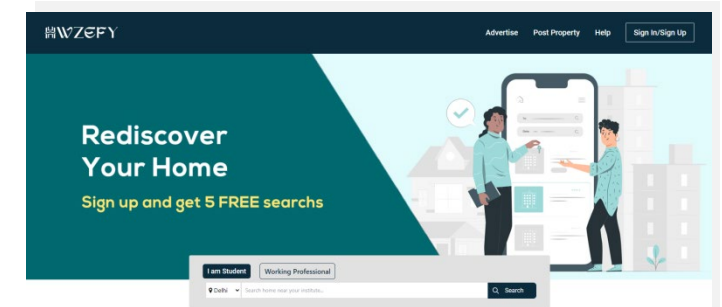 HWZEFY
Advertise Post Property Help Sign In/Sign Up
Rediscover
Your Home
Sign up and get 5 FREE searchs
I am Student Working Professional
Delhi Search home near your institute... Search